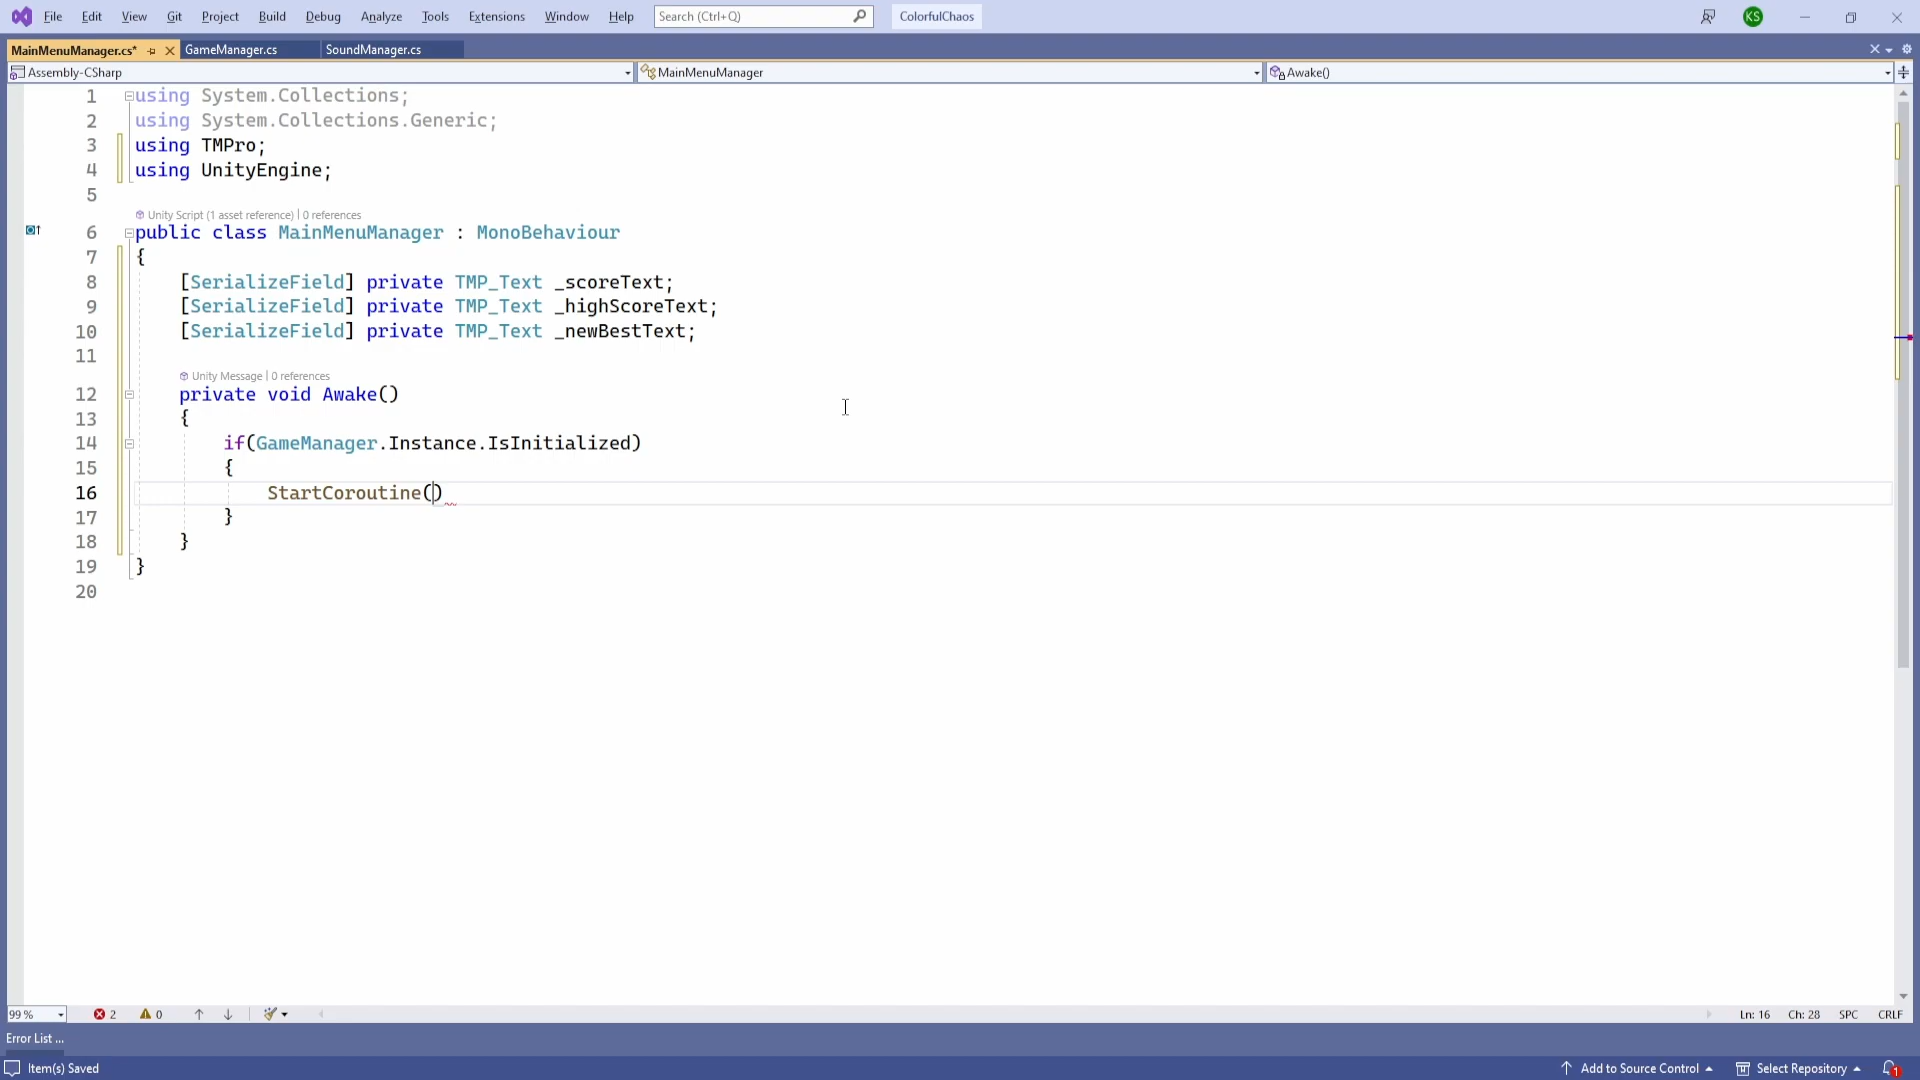 File Edit View Git Project Build Debug Analyze Tools Extensions Window Help Search (Ctrl+Q) ColorfulChaos KS
MainMenuManager.cs* GameManager.cs SoundManager.cs
Assembly-CSharp MainMenuManager Awake()
1 using System.Collections;
2 using System.Collections.Generic;
3 using TMPro;
4 using UnityEngine;
5
Unity Script (1 asset reference) | 0 references
6 public class MainMenuManager : MonoBehaviour
7 {
8 [SerializeField] private TMP_Text _scoreText;
9 [SerializeField] private TMP_Text _highScoreText;
10 [SerializeField] private TMP_Text _newBestText;
11
Unity Message | 0 references
12 private void Awake()
13 {
14 if(GameManager.Instance.IsInitialized)
15 {
16 StartCoroutine()
17 }
18 }
19 }
20
99 % 2 0 Ln: 16 Ch: 28 SPC CRLF
Error List ...
Item(s) Saved Add to Source Control Select Repository 1